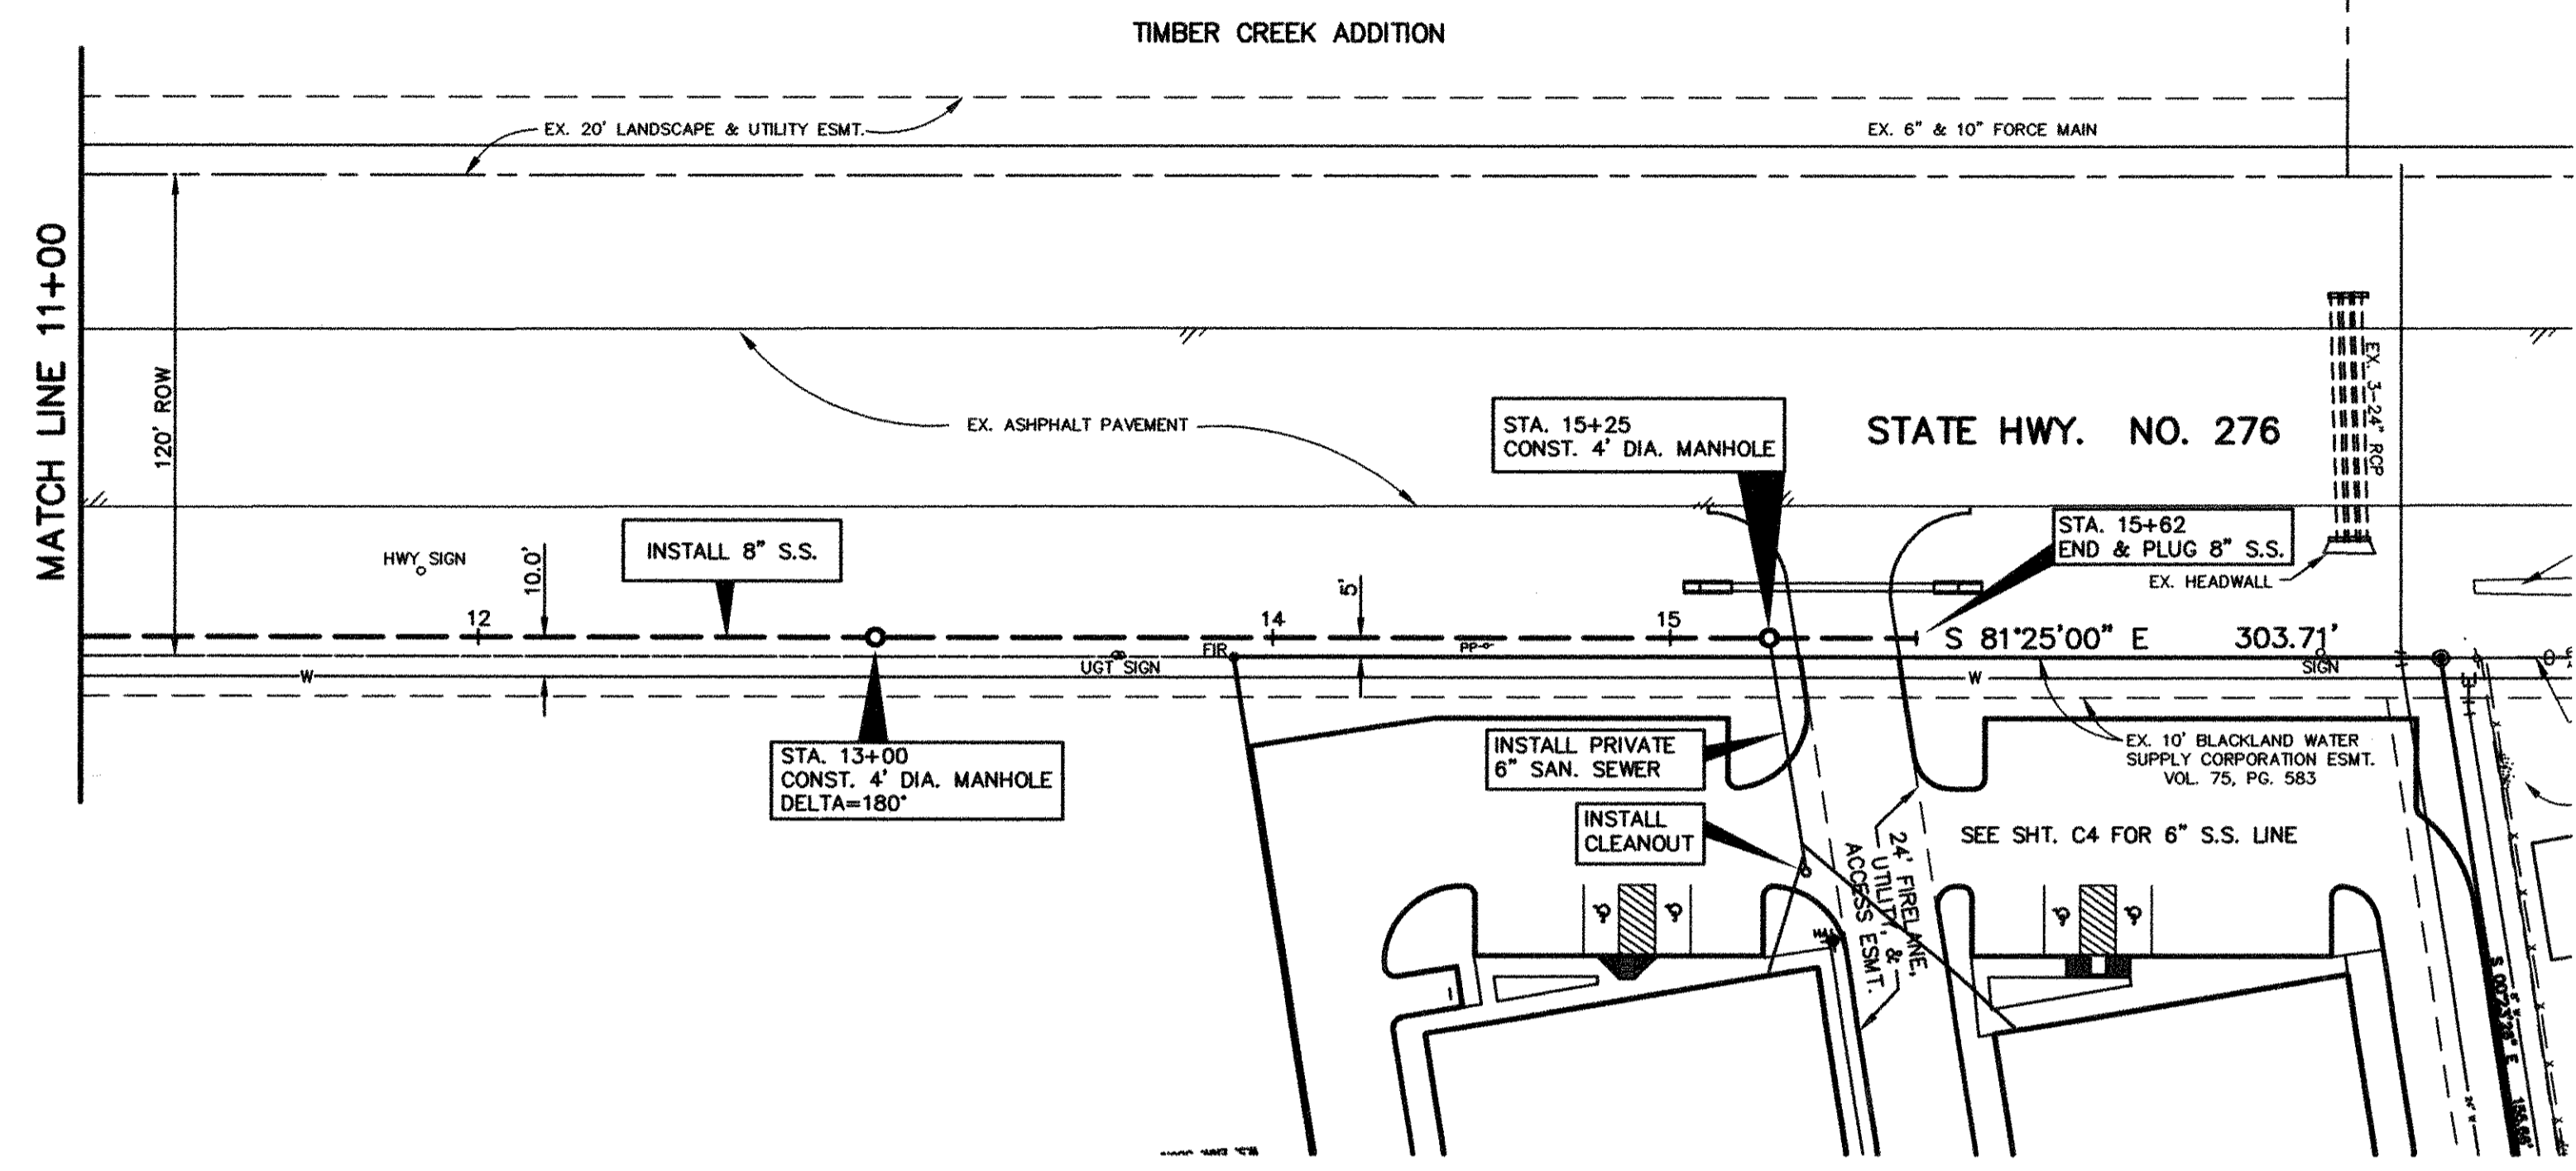 TIMBER CREEK ADDITION
EX. 20' LANDSCAPE & UTILITY ESMT.
EX. 6" & 10" FORCE MAIN
MATCH LINE 11+00
120' ROW
EX. ASHPHALT PAVEMENT
STA. 15+25
CONST. 4' DIA. MANHOLE
STATE HWY. NO. 276
EX. 3-24" RCP
HWY SIGN
10.0'
INSTALL 8" S.S.
5'
STA. 15+62
END & PLUG 8" S.S.
EX. HEADWALL
12
14
15
S 81°25'00" E 303.71'
FIR
PP
UGT SIGN
SIGN
W
W
STA. 13+00
CONST. 4' DIA. MANHOLE
DELTA=180°
INSTALL PRIVATE
6" SAN. SEWER
EX. 10' BLACKLAND WATER
SUPPLY CORPORATION ESMT.
VOL. 75, PG. 583
INSTALL
CLEANOUT
SEE SHT. C4 FOR 6" S.S. LINE
24' FIRELANE,
UTILITY, &
ACCESS ESMT.